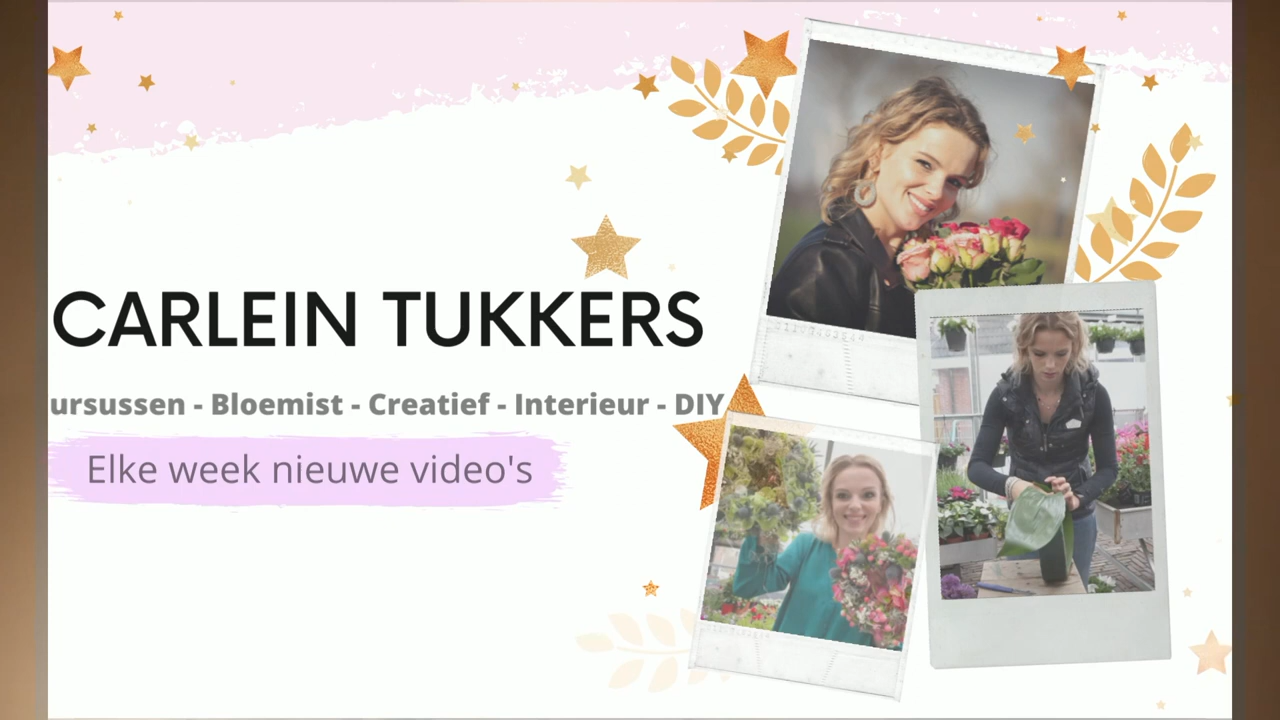 CARLEIN TUKKERS
ursussen - Bloemist - Creatief - Interieur - DIY
Elke week nieuwe video's